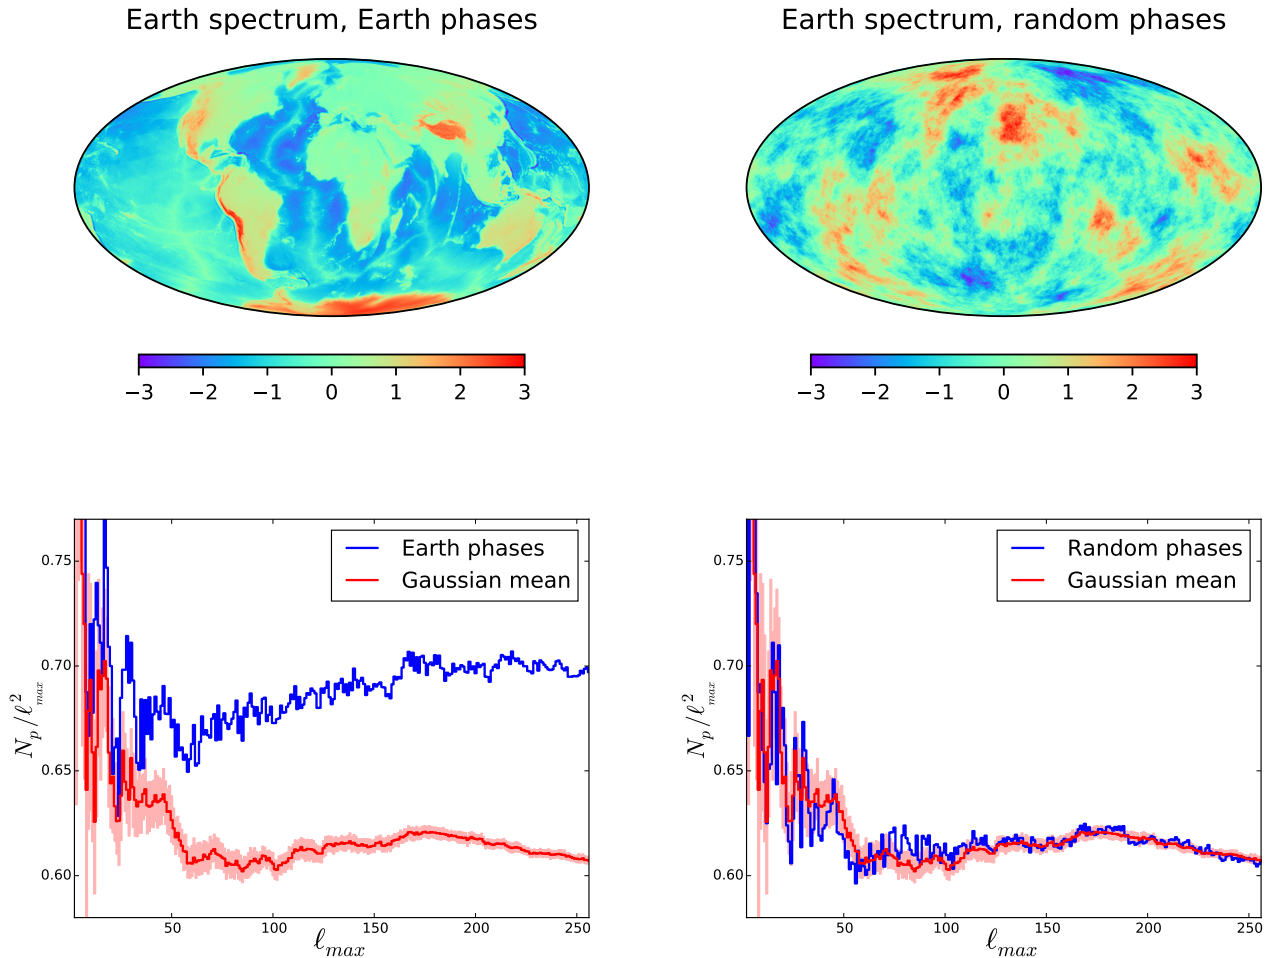 Earth spectrum, Earth phases
Earth spectrum, random phases
−3 −2 −1 0 1 2 3
−3 −2 −1 0 1 2 3
0.75
0.70
0.65
0.60
N_p/ℓ²_max
Earth phases
Gaussian mean
50 100 150 200 250
ℓ_max
0.75
0.70
0.65
0.60
N_p/ℓ²_max
Random phases
Gaussian mean
50 100 150 200 250
ℓ_max